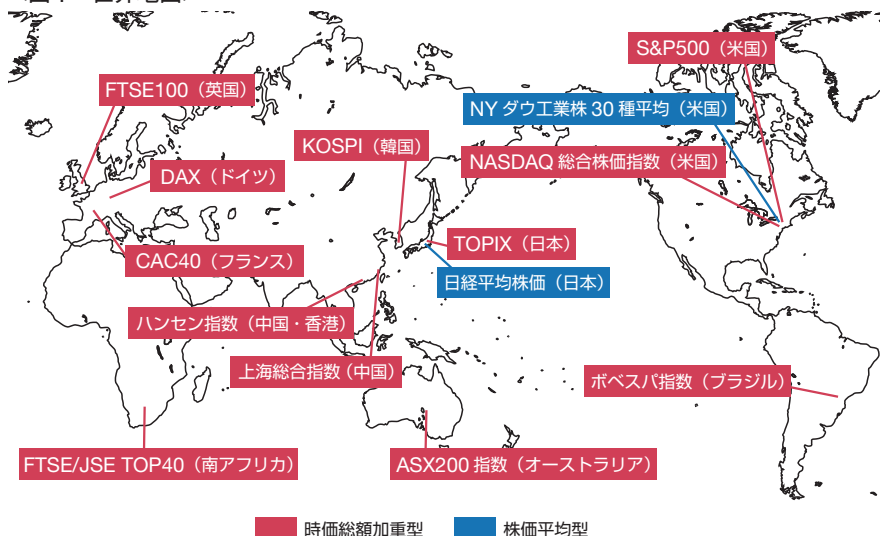 S&P500（米国）
FTSE100（英国）
NY ダウ工業株 30 種平均（米国）
KOSPI（韓国）
NASDAQ 総合株価指数（米国）
DAX（ドイツ）
TOPIX（日本）
CAC40（フランス）
日経平均株価（日本）
ハンセン指数（中国・香港）
上海総合指数（中国）
ボベスパ指数（ブラジル）
FTSE/JSE TOP40（南アフリカ）
ASX200 指数（オーストラリア）
時価総額加重型
株価平均型